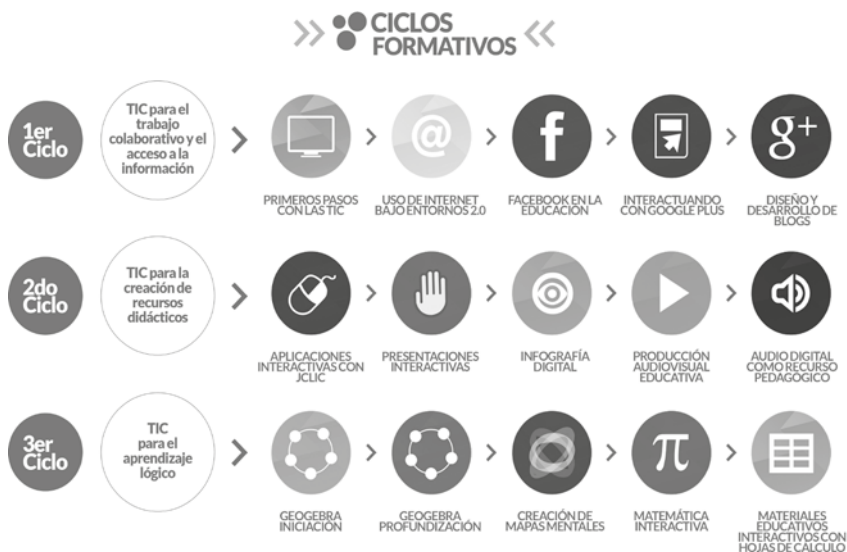 CICLOS
FORMATIVOS
1er
Ciclo
TIC para el
trabajo
colaborativo y el
acceso a la
información
PRIMEROS PASOS
CON LAS TIC
@
USO DE INTERNET
BAJO ENTORNOS 2.0
f
FACEBOOK EN LA
EDUCACIÓN
INTERACTUANDO
CON GOOGLE PLUS
g+
DISEÑO Y
DESARROLLO DE
BLOGS
2do
Ciclo
TIC para la
creación de
recursos
didácticos
APLICACIONES
INTERACTIVAS CON
JCLIC
PRESENTACIONES
INTERACTIVAS
INFOGRAFÍA
DIGITAL
PRODUCCIÓN
AUDIOVISUAL
EDUCATIVA
AUDIO DIGITAL
COMO RECURSO
PEDAGÓGICO
3er
Ciclo
TIC
para el
aprendizaje
lógico
GEOGEBRA
INICIACIÓN
GEOGEBRA
PROFUNDIZACIÓN
CREACIÓN DE
MAPAS MENTALES
π
MATEMÁTICA
INTERACTIVA
MATERIALES
EDUCATIVOS
INTERACTIVOS CON
HOJAS DE CÁLCULO